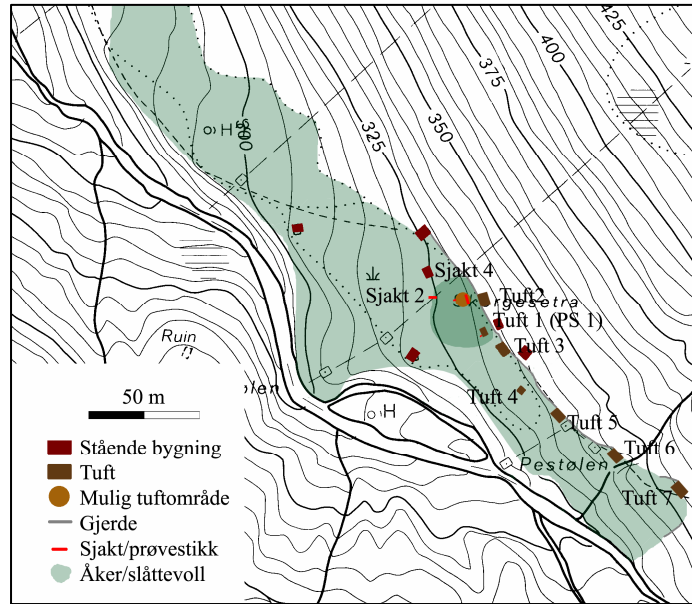 425
400
375
350
325
300
H
Sjakt 4
Sjakt 2
Tuft2
rgesetra
Tuft 1 (PS 1)
Tuft 3
Ruin
Tuft 4
ølen
H
Tuft 5
Tuft 6
Pestølen
Tuft 7
50 m
Stående bygning
Tuft
Mulig tuftområde
Gjerde
Sjakt/prøvestikk
Åker/slåttevoll